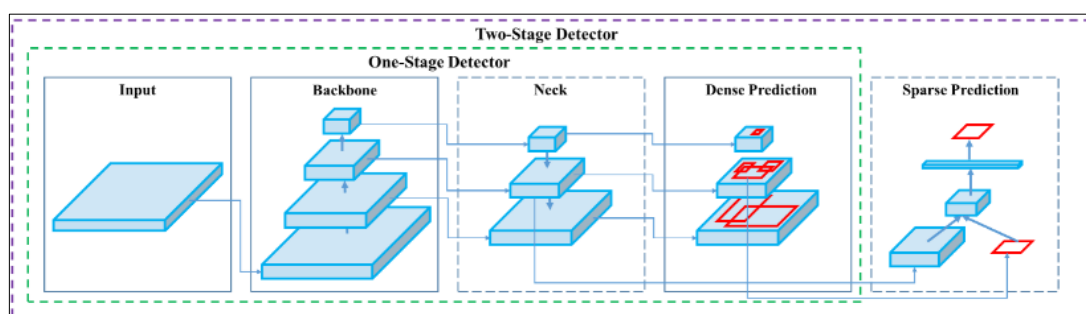 Two-Stage Detector
One-Stage Detector
Input
Backbone
Neck
Dense Prediction
Sparse Prediction